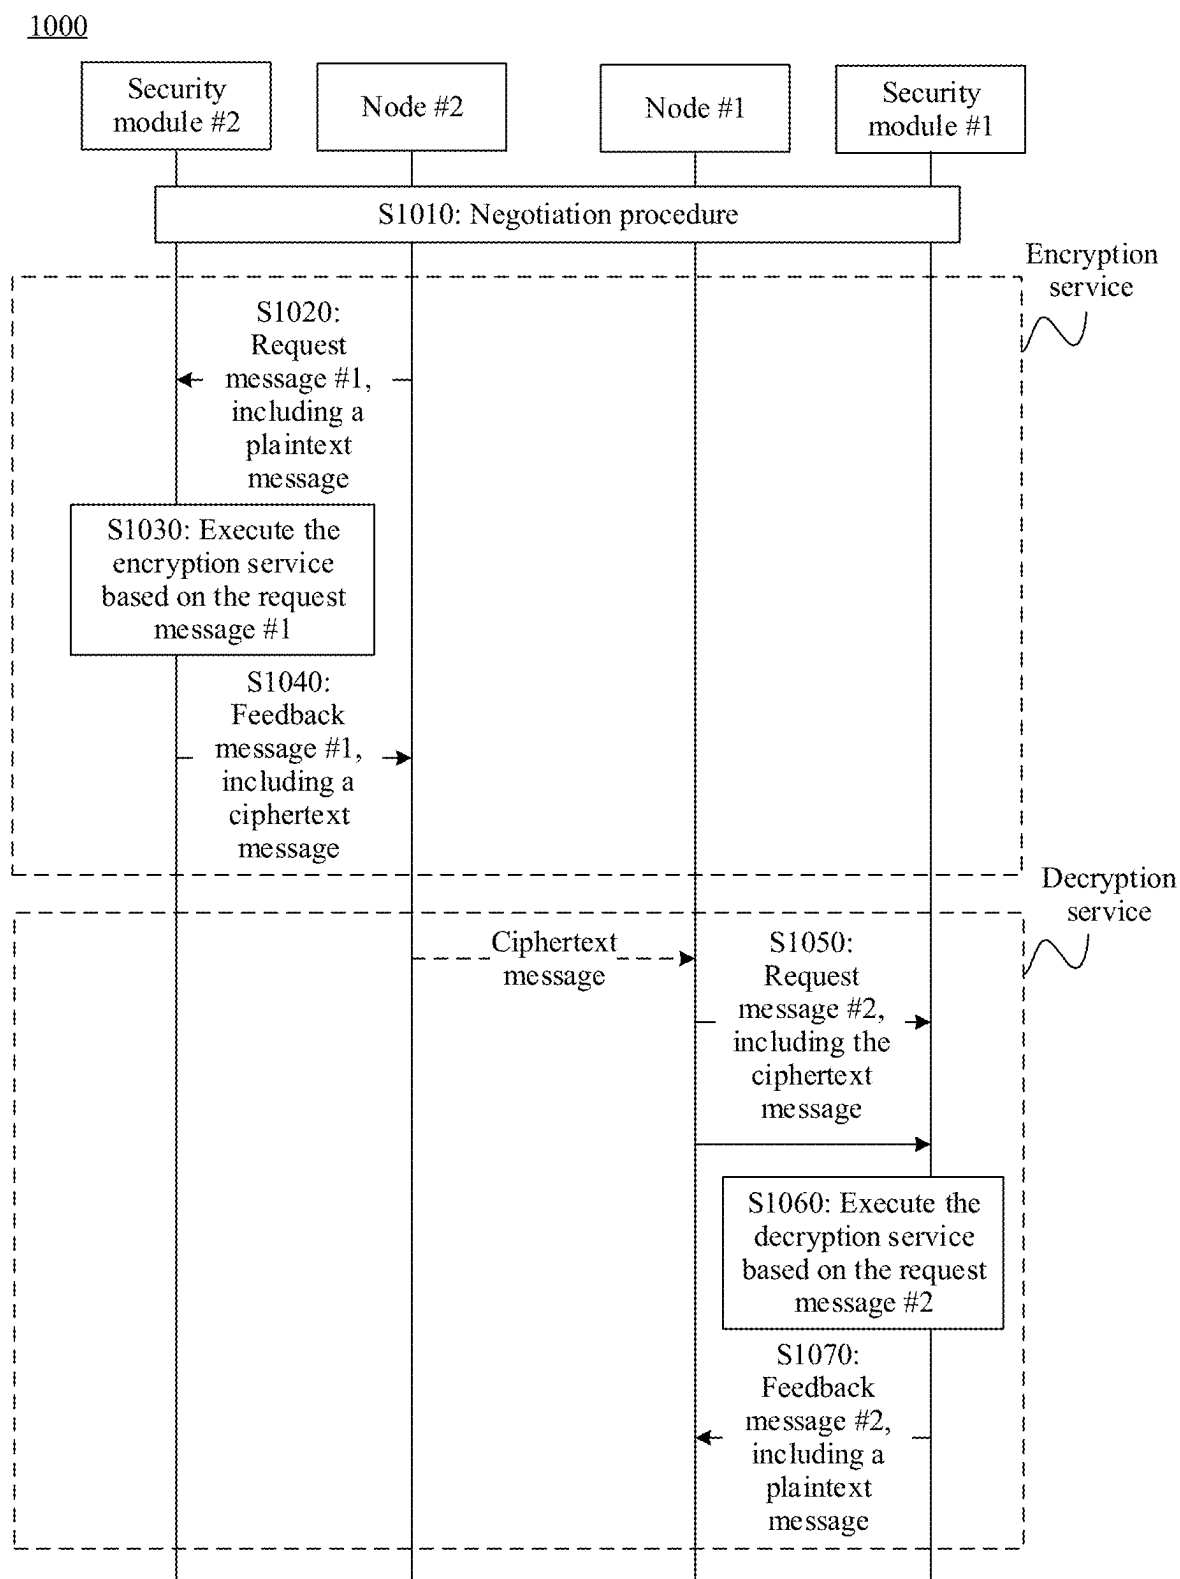 1000
Security
module #2
Node #2
Node #1
Security
module #1
S1010: Negotiation procedure
Encryption
service
S1020:
Request
message #1,
including a
plaintext
message
S1030: Execute the
encryption service
based on the request
message #1
S1040:
Feedback
message #1,
including a
ciphertext
message
Decryption
service
Ciphertext
message
S1050:
Request
message #2,
including the
ciphertext
message
S1060: Execute the
decryption service
based on the request
message #2
S1070:
Feedback
message #2,
including a
plaintext
message